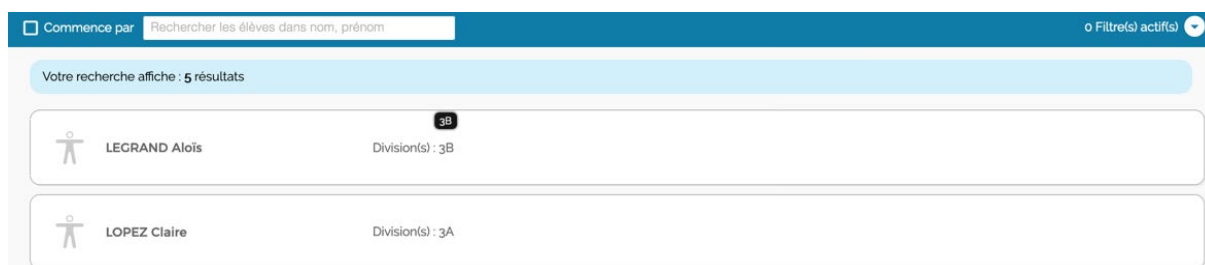 Commence par Rechercher les élèves dans nom, prénom 0 Filtre(s) actif(s)
Votre recherche affiche : 5 résultats
3B
LEGRAND Aloïs Division(s) : 3B
LOPEZ Claire Division(s) : 3A